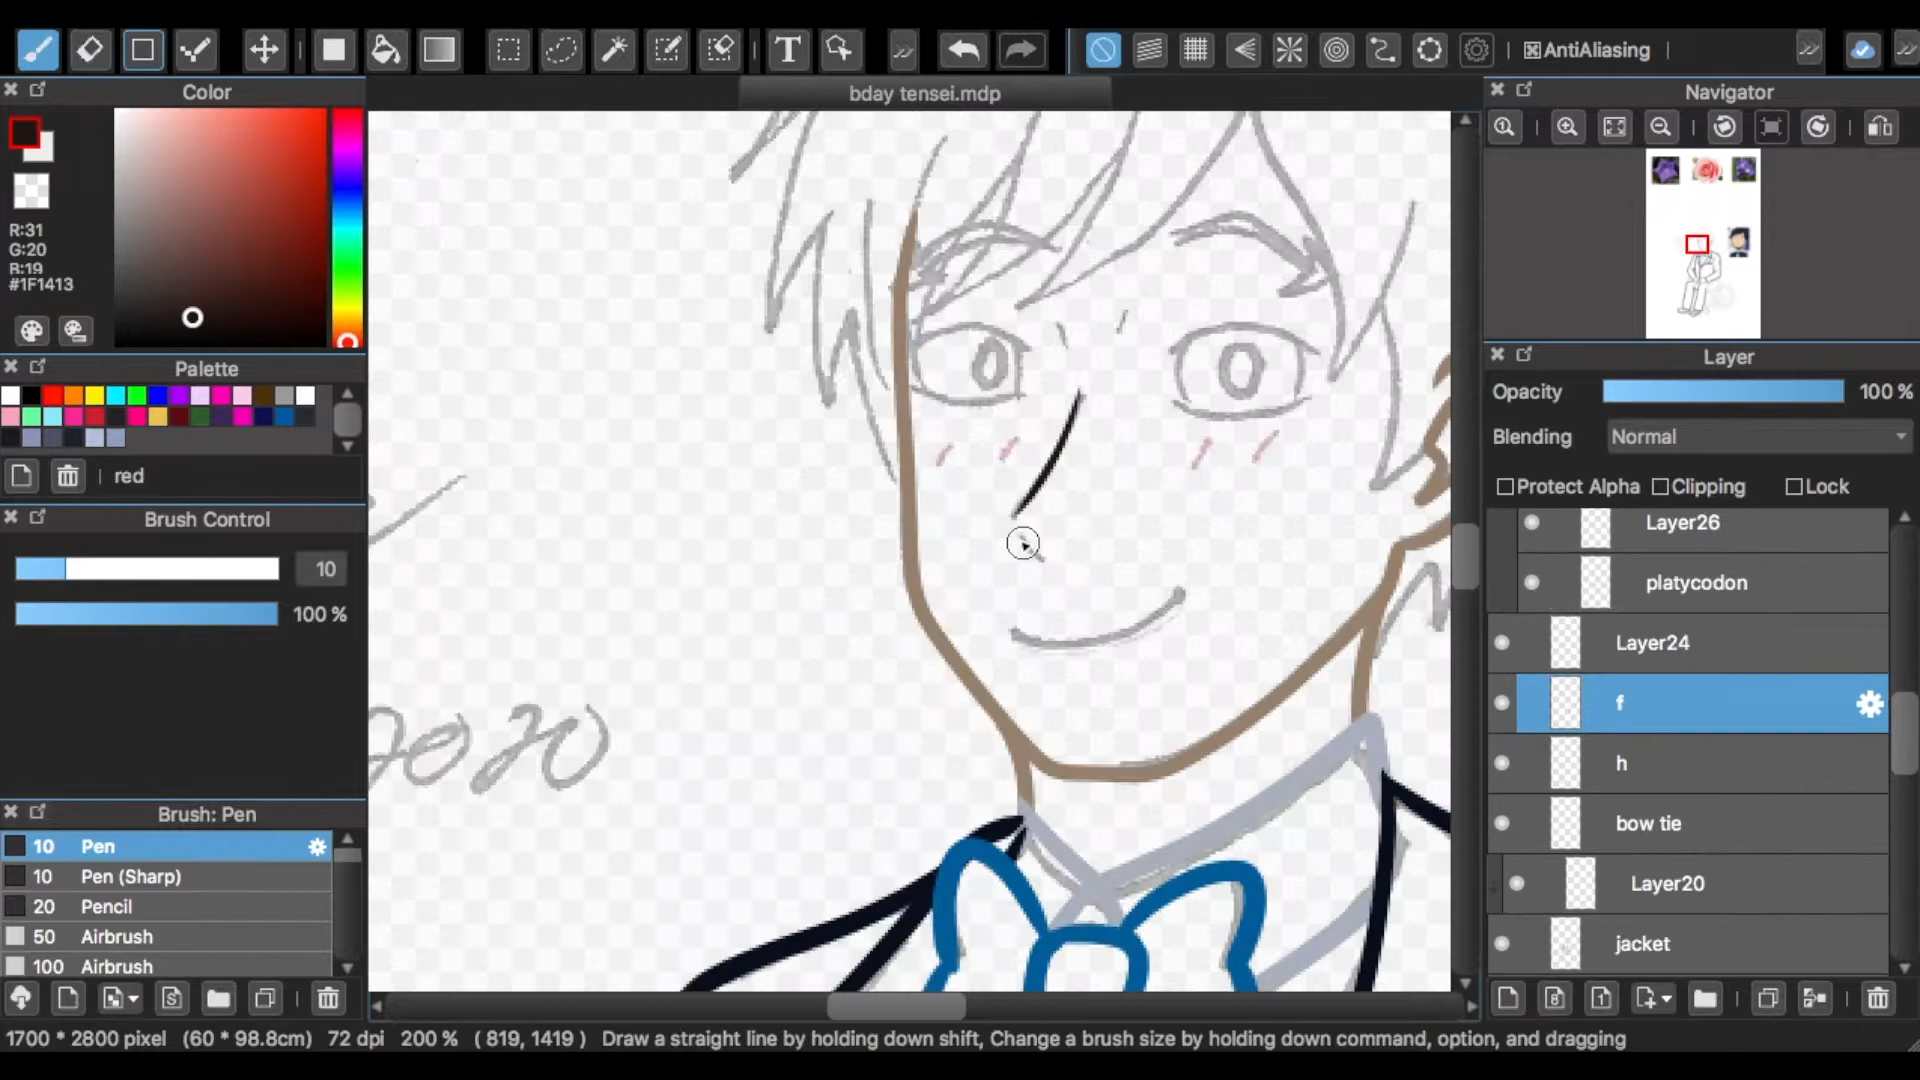 T AntiAliasing
bday tensei.mdp
Color
R:31
G:20
B:19
#1F1413
Palette
red
Brush Control
10
100 %
Brush: Pen
10 Pen
10 Pen (Sharp)
20 Pencil
50 Airbrush
100 Airbrush
2020
Navigator
Layer
Opacity 100 %
Blending Normal
Protect Alpha Clipping Lock
Layer26
platycodon
Layer24
f
h
bow tie
Layer20
jacket
1700 * 2800 pixel (60 * 98.8cm) 72 dpi 200 % ( 819, 1419 ) Draw a straight line by holding down shift, Change a brush size by holding down command, option, and dragging